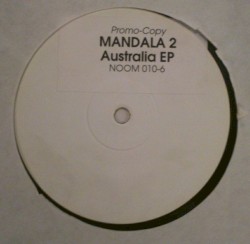 Promo-Copy
MANDALA 2
Australia EP
NOOM 010-6